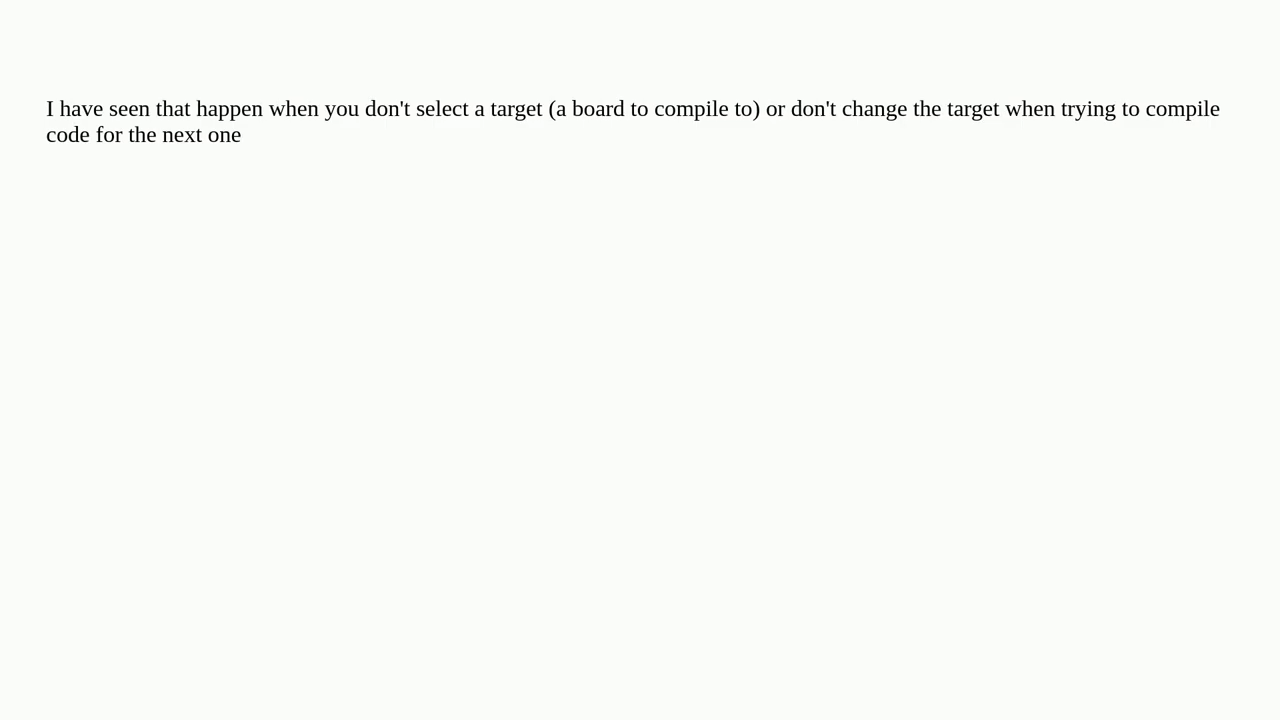 I have seen that happen when you don't select a target (a board to compile to) or don't change the target when trying to compile
code for the next one